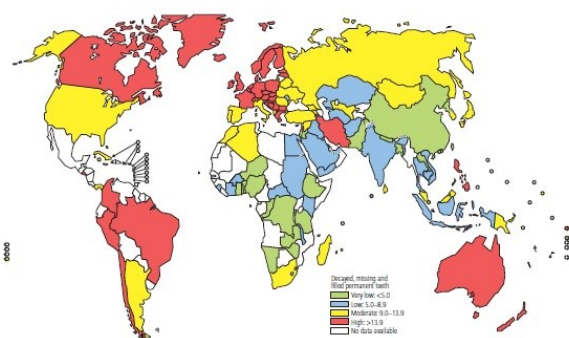 Decayed, missing and
filled permanent teeth
Very low: <5.0
Low: 5.0–8.9
Moderate: 9.0–13.9
High: >13.9
No data available